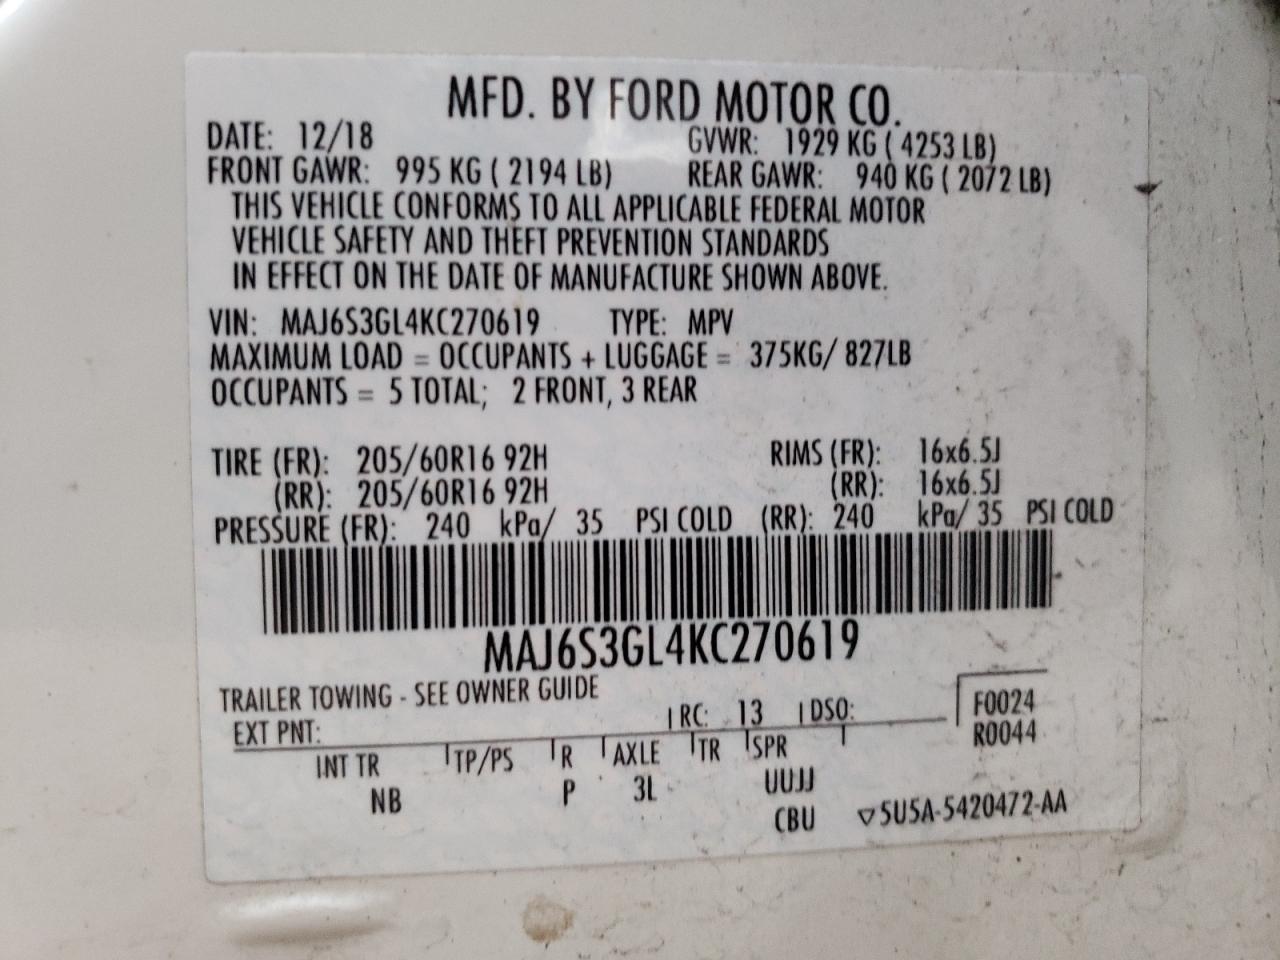 MFD. BY FORD MOTOR CO.
DATE: 12/18 GVWR: 1929 KG ( 4253 LB)
FRONT GAWR: 995 KG ( 2194 LB) REAR GAWR: 940 KG ( 2072 LB)
THIS VEHICLE CONFORMS TO ALL APPLICABLE FEDERAL MOTOR
VEHICLE SAFETY AND THEFT PREVENTION STANDARDS
IN EFFECT ON THE DATE OF MANUFACTURE SHOWN ABOVE.
VIN: MAJ6S3GL4KC270619 TYPE: MPV
MAXIMUM LOAD = OCCUPANTS + LUGGAGE = 375KG/ 827LB
OCCUPANTS = 5 TOTAL; 2 FRONT, 3 REAR
TIRE (FR): 205/60R16 92H RIMS (FR): 16x6.5J
(RR): 205/60R16 92H (RR): 16x6.5J
PRESSURE (FR): 240 kPa/ 35 PSI COLD (RR): 240 kPa/ 35 PSI COLD
MAJ6S3GL4KC270619
TRAILER TOWING - SEE OWNER GUIDE
EXT PNT: RC: 13 DSO: F0024
R0044
INT TR TP/PS R AXLE TR SPR
NB P 3L UUJJ
CBU 5U5A-5420472-AA